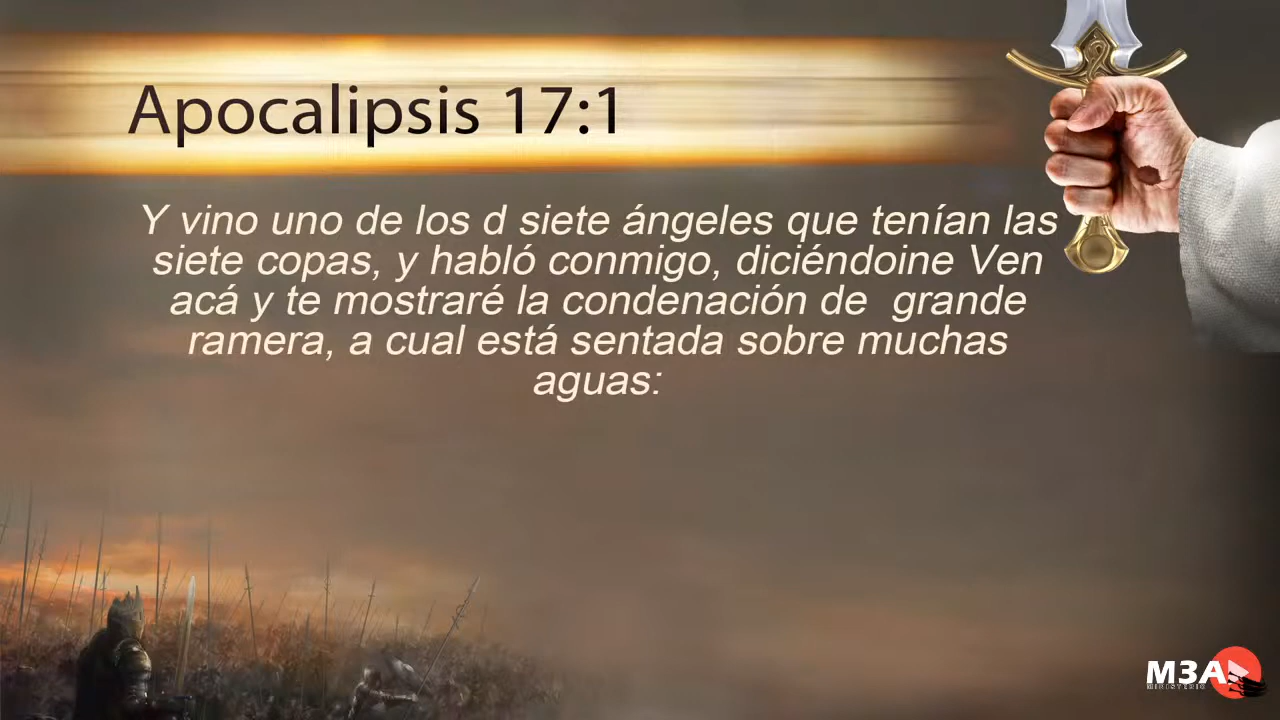 Apocalipsis 17:1
Y vino uno de los d siete ángeles que tenían las
siete copas, y habló conmigo, diciéndoine Ven
acá y te mostraré la condenación de  grande
ramera, a cual está sentada sobre muchas
aguas:
M3A
MINISTERIO